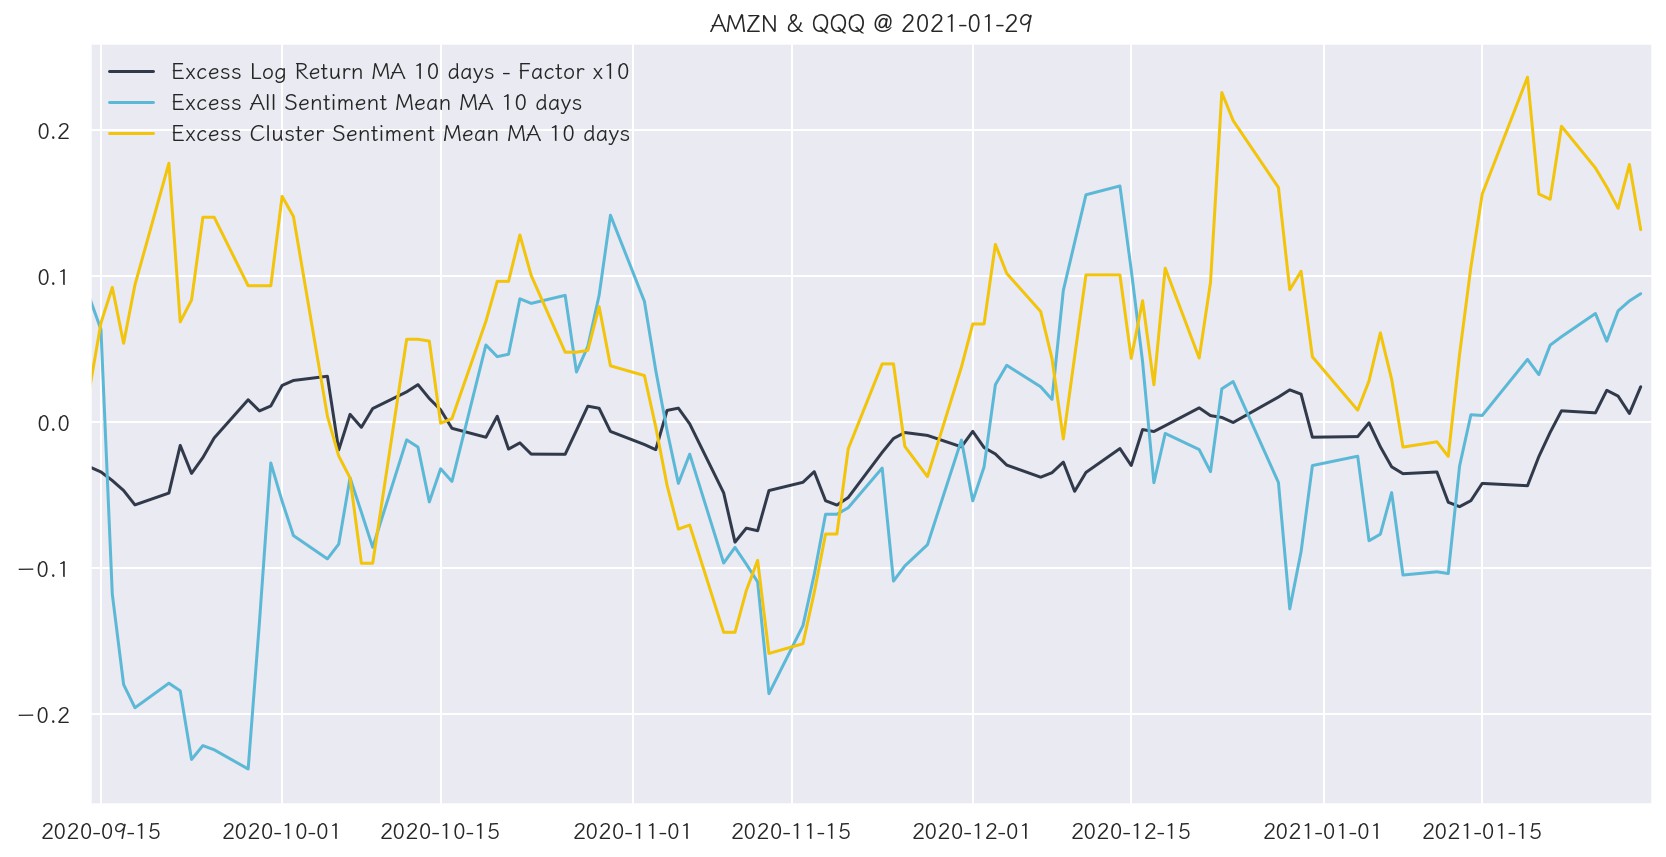 AMZN & QQQ @ 2021-01-29
Excess Log Return MA 10 days - Factor x10
Excess All Sentiment Mean MA 10 days
Excess Cluster Sentiment Mean MA 10 days
0.2
0.1
0.0
−0.1
−0.2
2020-09-15 2020-10-01 2020-10-15 2020-11-01 2020-11-15 2020-12-01 2020-12-15 2021-01-01 2021-01-15